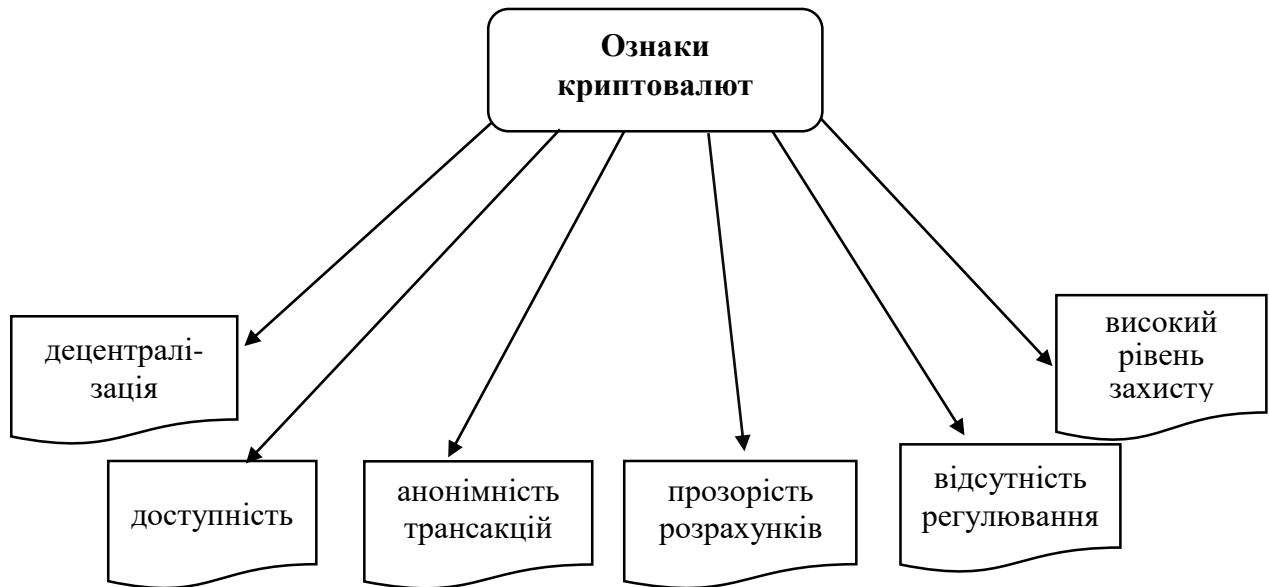 Ознаки
криптовалют
децентралі-
зація
доступність
анонімність
трансакцій
прозорість
розрахунків
відсутність
регулювання
високий
рівень
захисту